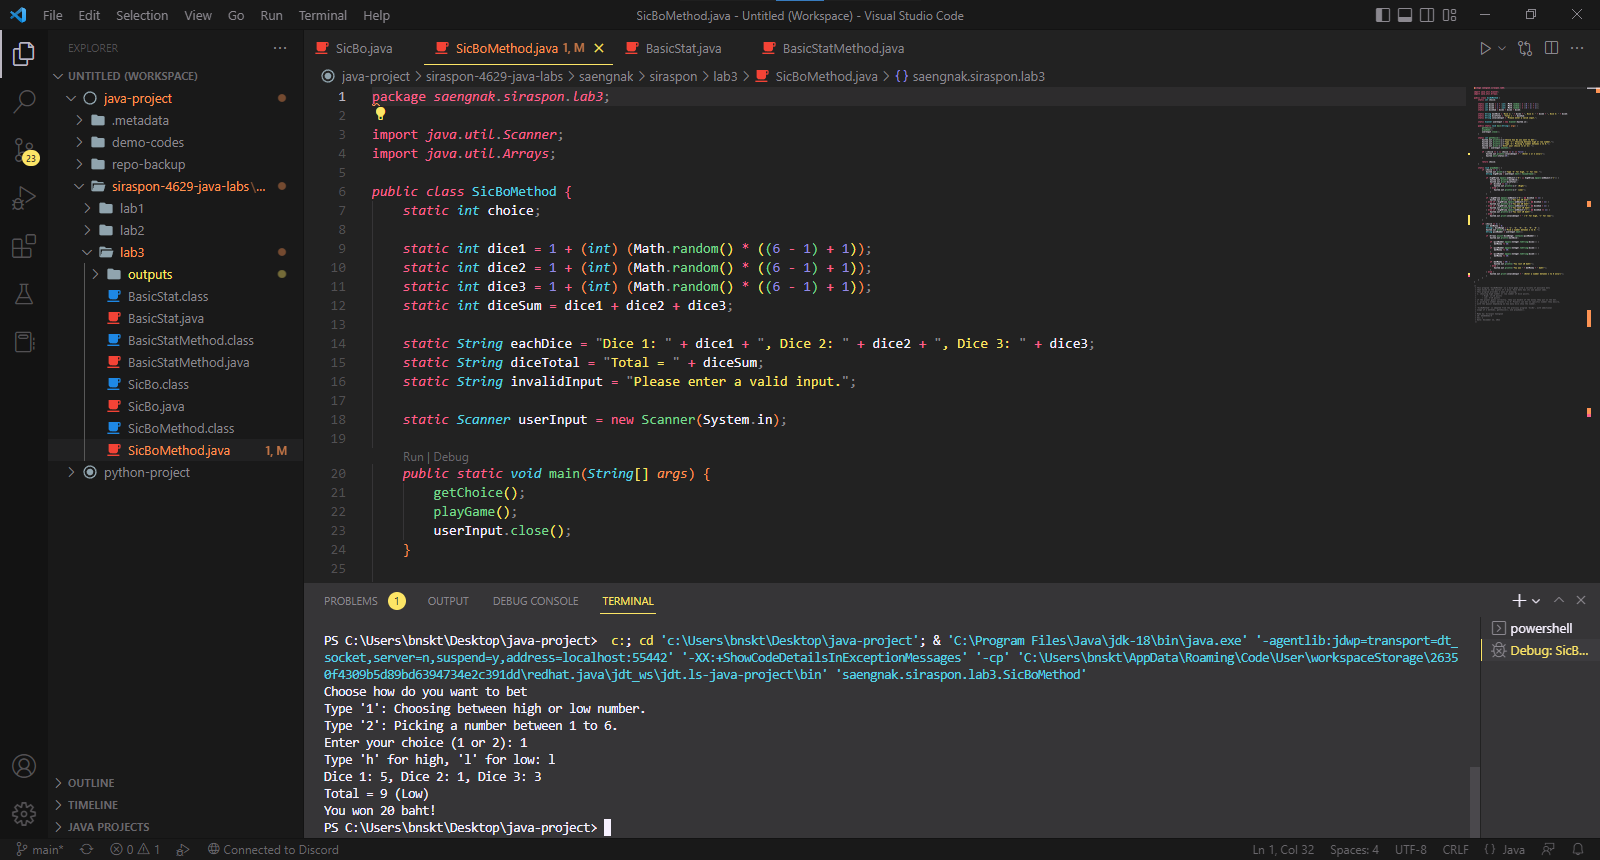 File Edit Selection View Go Run Terminal Help
SicBoMethod.java - Untitled (Workspace) - Visual Studio Code
EXPLORER
UNTITLED (WORKSPACE)
java-project
.metadata
demo-codes
repo-backup
siraspon-4629-java-labs \ ...
lab1
lab2
lab3
outputs
BasicStat.class
BasicStat.java
BasicStatMethod.class
BasicStatMethod.java
SicBo.class
SicBo.java
SicBoMethod.class
SicBoMethod.java 1, M
python-project
23
OUTLINE
TIMELINE
JAVA PROJECTS
SicBo.java SicBoMethod.java 1, M BasicStat.java BasicStatMethod.java
java-project > siraspon-4629-java-labs > saengnak > siraspon > lab3 > SicBoMethod.java > {} saengnak.siraspon.lab3
1 package saengnak.siraspon.lab3;
2
3 import java.util.Scanner;
4 import java.util.Arrays;
5
6 public class SicBoMethod {
7 static int choice;
8
9 static int dice1 = 1 + (int) (Math.random() * ((6 - 1) + 1));
10 static int dice2 = 1 + (int) (Math.random() * ((6 - 1) + 1));
11 static int dice3 = 1 + (int) (Math.random() * ((6 - 1) + 1));
12 static int diceSum = dice1 + dice2 + dice3;
13
14 static String eachDice = "Dice 1: " + dice1 + ", Dice 2: " + dice2 + ", Dice 3: " + dice3;
15 static String diceTotal = "Total = " + diceSum;
16 static String invalidInput = "Please enter a valid input.";
17
18 static Scanner userInput = new Scanner(System.in);
19
Run | Debug
20 public static void main(String[] args) {
21 getChoice();
22 playGame();
23 userInput.close();
24 }
25
PROBLEMS 1 OUTPUT DEBUG CONSOLE TERMINAL
PS C:\Users\bnskt\Desktop\java-project>  c:; cd 'c:\Users\bnskt\Desktop\java-project'; & 'C:\Program Files\Java\jdk-18\bin\java.exe' '-agentlib:jdwp=transport=dt_
socket,server=n,suspend=y,address=localhost:55442' '-XX:+ShowCodeDetailsInExceptionMessages' '-cp' 'C:\Users\bnskt\AppData\Roaming\Code\User\workspaceStorage\2635
0f4309b5d89bd6394734e2c391dd\redhat.java\jdt_ws\jdt.ls-java-project\bin' 'saengnak.siraspon.lab3.SicBoMethod'
Choose how do you want to bet
Type '1': Choosing between high or low number.
Type '2': Picking a number between 1 to 6.
Enter your choice (1 or 2): 1
Type 'h' for high, 'l' for low: l
Dice 1: 5, Dice 2: 1, Dice 3: 3
Total = 9 (Low)
You won 20 baht!
PS C:\Users\bnskt\Desktop\java-project>
powershell
Debug: SicB...
main* 0 1 Connected to Discord
Ln 1, Col 32 Spaces: 4 UTF-8 CRLF {} Java